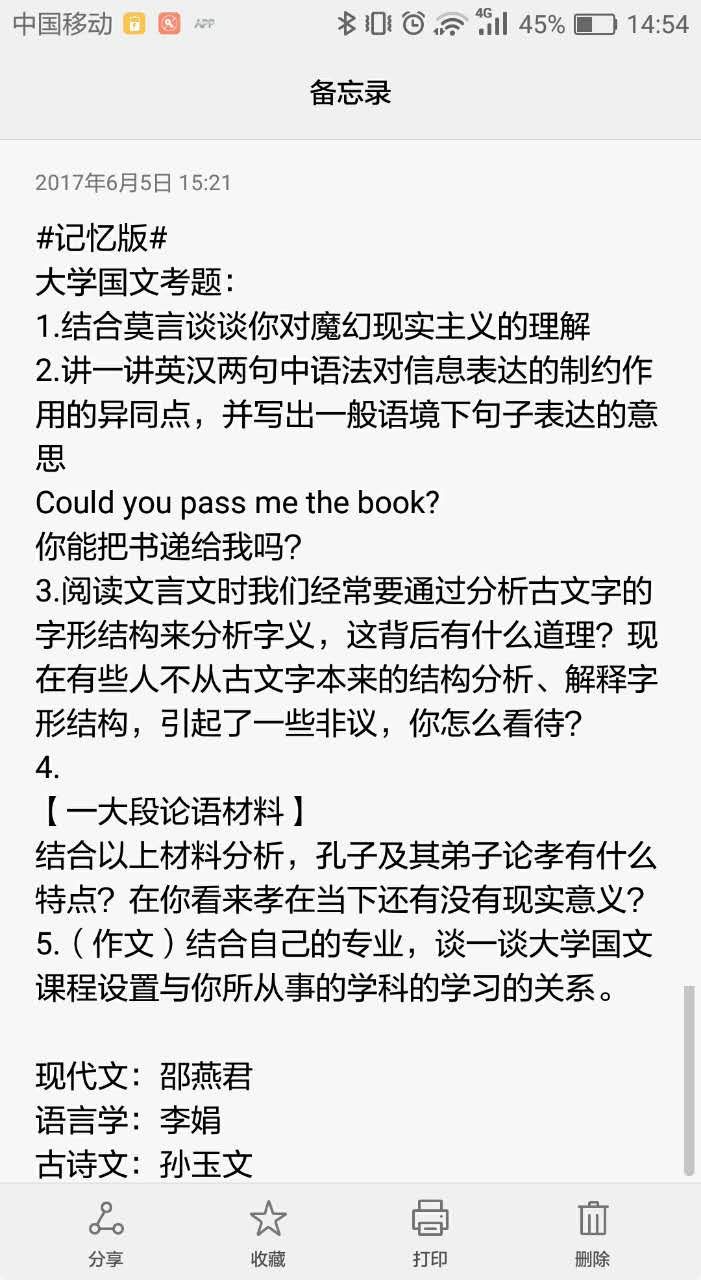 中国移动 APP 4G 45% 14:54
备忘录
2017年6月5日 15:21
#记忆版#
大学国文考题：
1.结合莫言谈谈你对魔幻现实主义的理解
2.讲一讲英汉两句中语法对信息表达的制约作
用的异同点，并写出一般语境下句子表达的意
思
Could you pass me the book?
你能把书递给我吗？
3.阅读文言文时我们经常要通过分析古文字的
字形结构来分析字义，这背后有什么道理？现
在有些人不从古文字本来的结构分析、解释字
形结构，引起了一些非议，你怎么看待？
4.
【一大段论语材料】
结合以上材料分析，孔子及其弟子论孝有什么
特点？在你看来孝在当下还有没有现实意义？
5.（作文）结合自己的专业，谈一谈大学国文
课程设置与你所从事的学科的学习的关系。
现代文：邵燕君
语言学：李娟
古诗文：孙玉文
分享 收藏 打印 删除